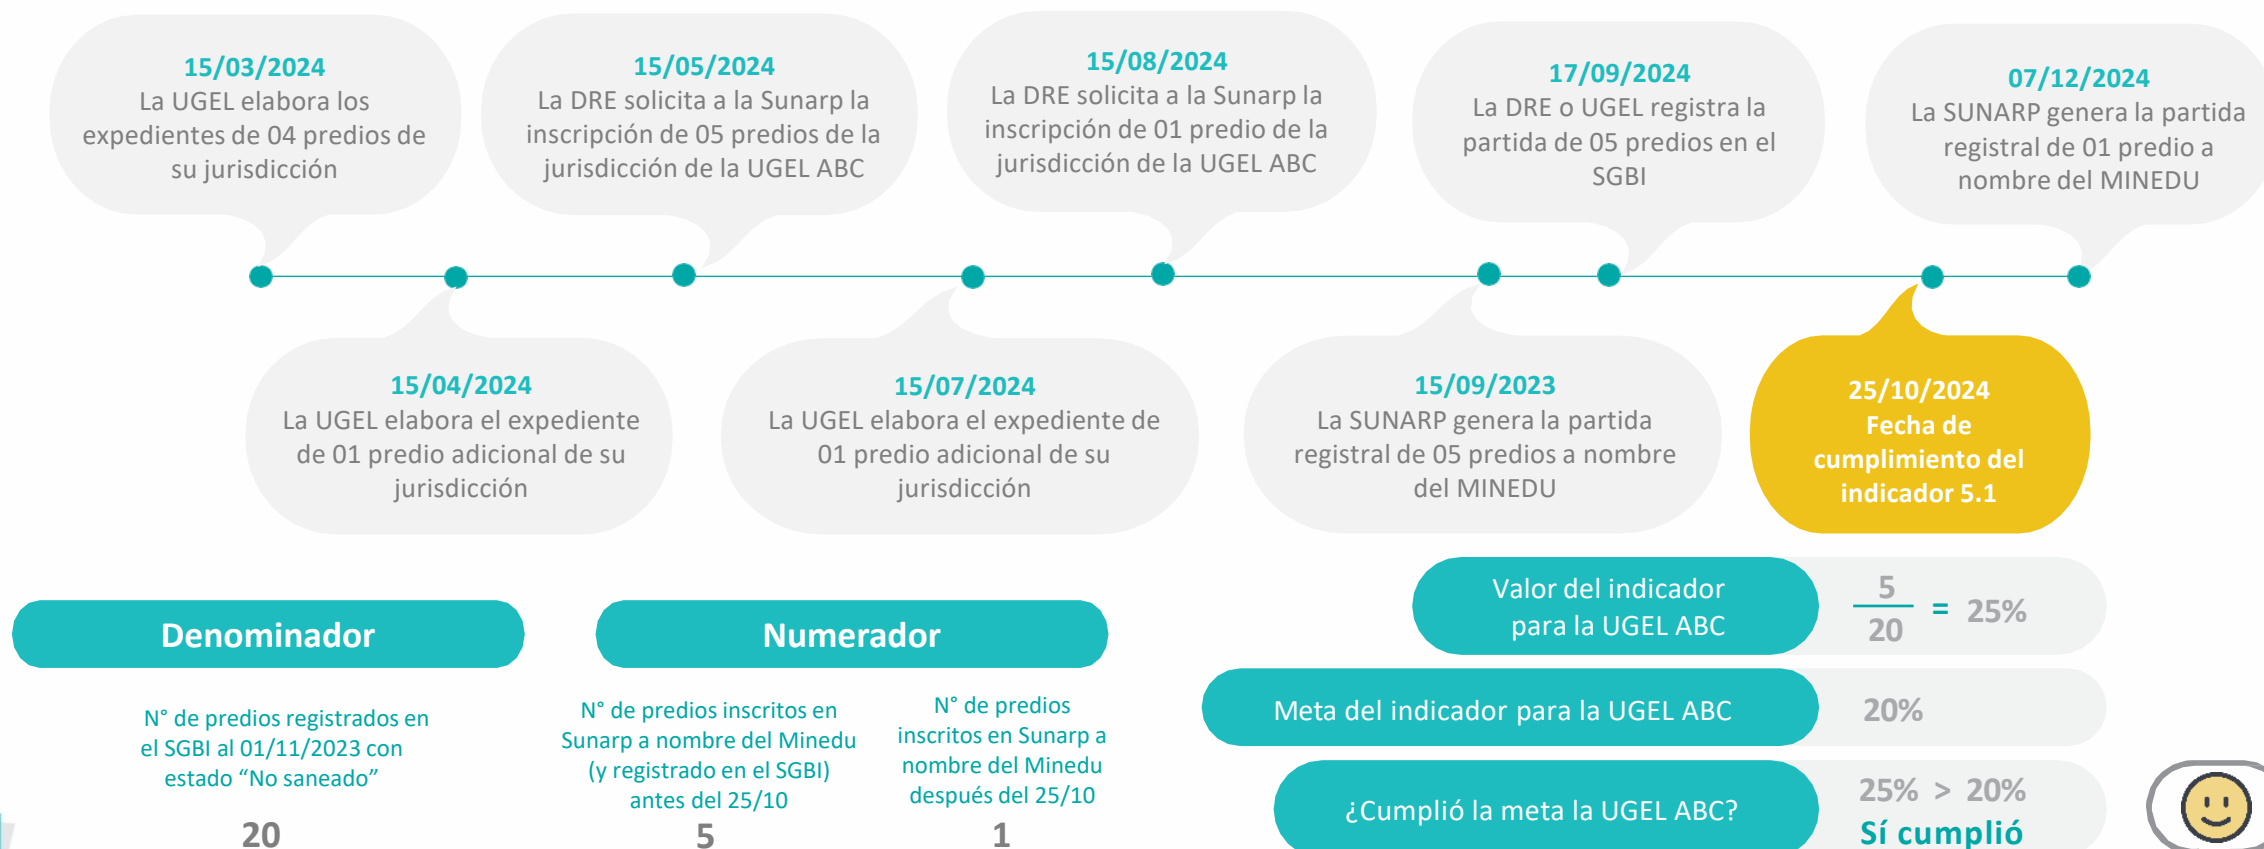 15/03/2024
La UGEL elabora los
expedientes de 04 predios de
su jurisdicción
15/05/2024
La DRE solicita a la Sunarp la
inscripción de 05 predios de la
jurisdicción de la UGEL ABC
15/08/2024
La DRE solicita a la Sunarp la
inscripción de 01 predio de la
jurisdicción de la UGEL ABC
17/09/2024
La DRE o UGEL registra la
partida de 05 predios en el
SGBI
07/12/2024
La SUNARP genera la partida
registral de 01 predio a
nombre del MINEDU
15/04/2024
La UGEL elabora el expediente
de 01 predio adicional de su
jurisdicción
15/07/2024
La UGEL elabora el expediente de
01 predio adicional de su
jurisdicción
15/09/2023
La SUNARP genera la partida
registral de 05 predios a nombre
del MINEDU
25/10/2024
Fecha de
cumplimiento del
indicador 5.1
Denominador
N° de predios registrados en
el SGBI al 01/11/2023 con
estado “No saneado”
20
Numerador
N° de predios inscritos en
Sunarp a nombre del Minedu
(y registrado en el SGBI)
antes del 25/10
5
N° de predios
inscritos en Sunarp a
nombre del Minedu
después del 25/10
1
Valor del indicador
para la UGEL ABC
5
20
= 25%
Meta del indicador para la UGEL ABC
20%
¿Cumplió la meta la UGEL ABC?
25% > 20%
Sí cumplió